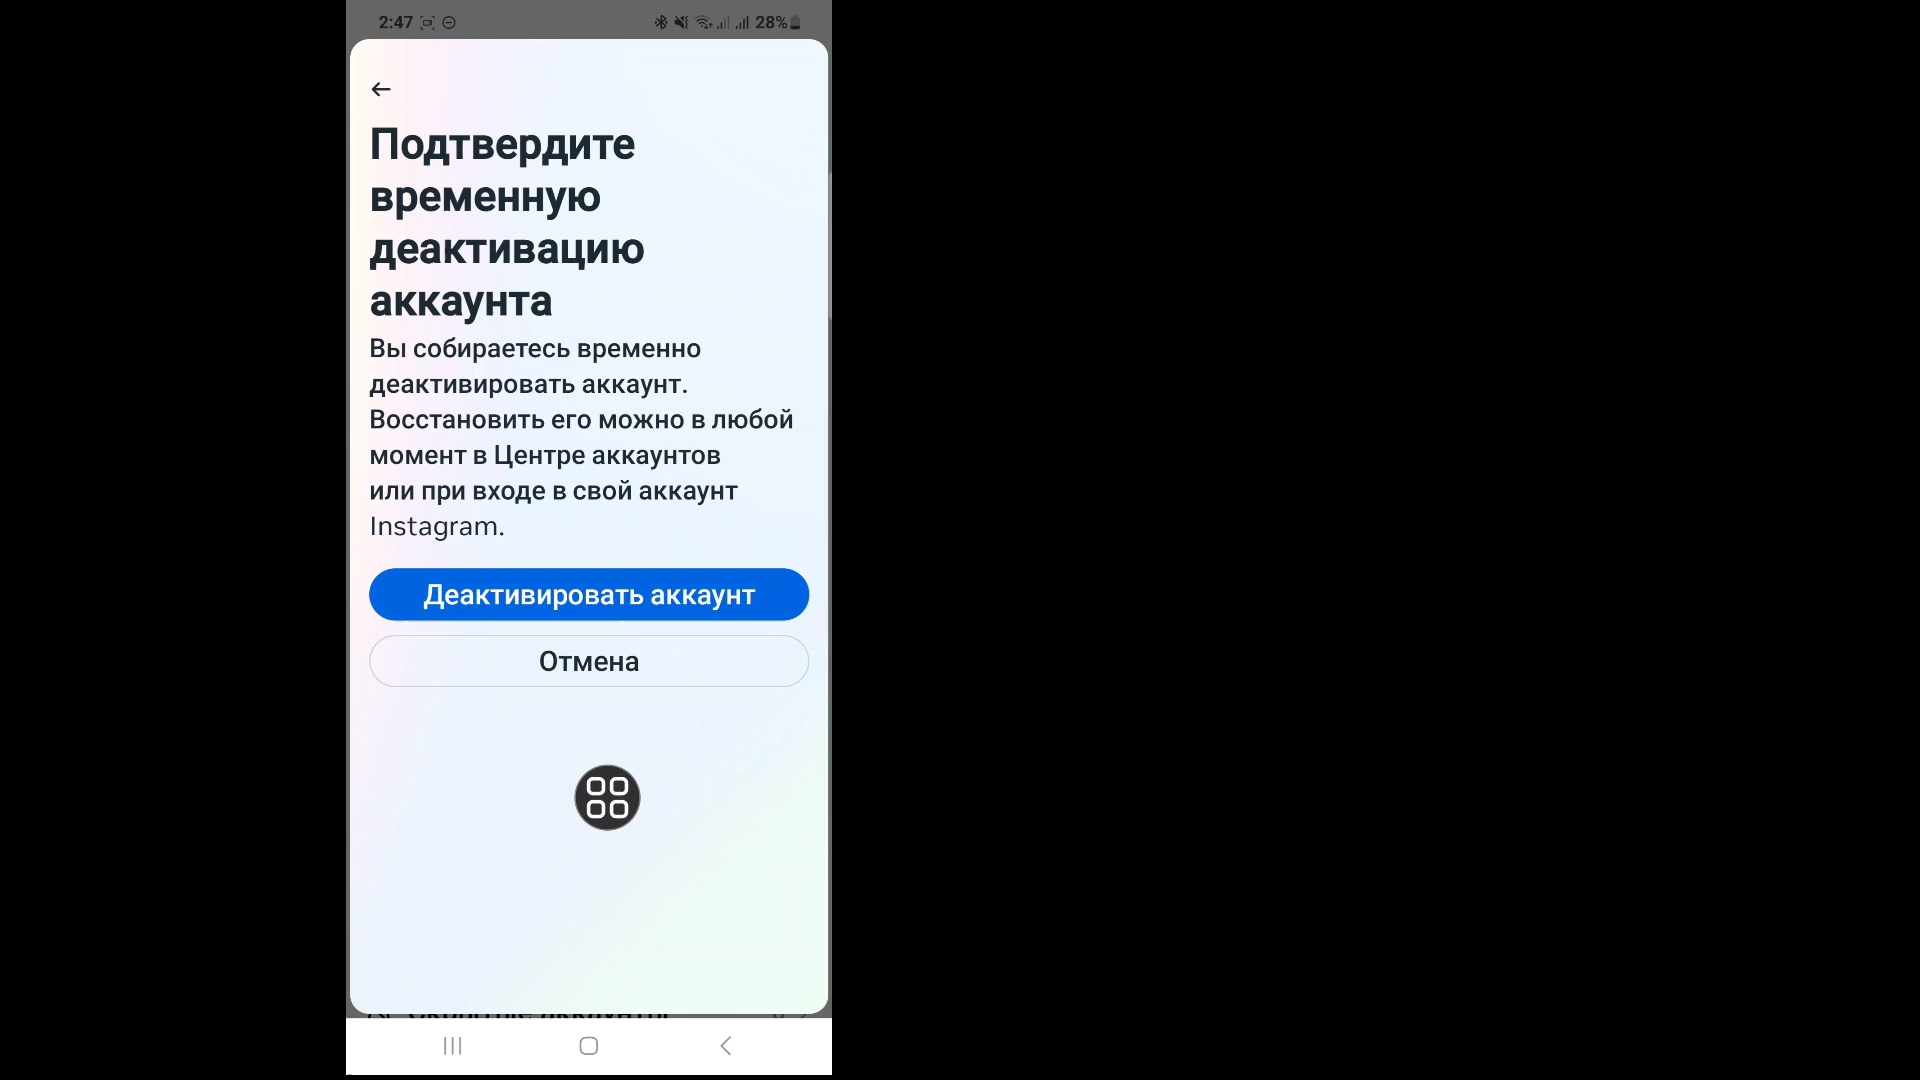 2:47
28%
Подтвердите
временную
деактивацию
аккаунта
Вы собираетесь временно
деактивировать аккаунт.
Восстановить его можно в любой
момент в Центре аккаунтов
или при входе в свой аккаунт
Instagram.
Деактивировать аккаунт
Отмена